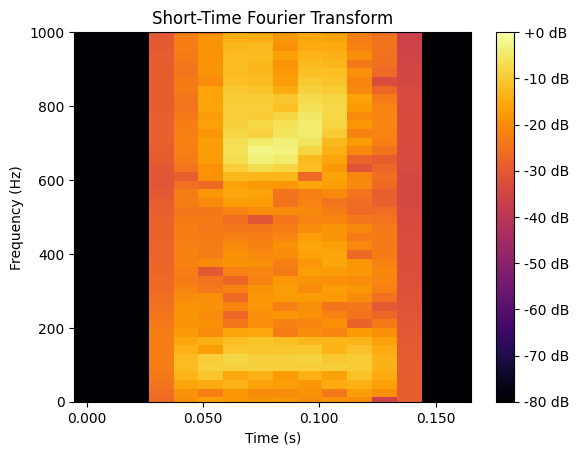 Short-Time Fourier Transform
1000
800
600
400
200
0
Frequency (Hz)
0.000
0.050
0.100
0.150
Time (s)
+0 dB
-10 dB
-20 dB
-30 dB
-40 dB
-50 dB
-60 dB
-70 dB
-80 dB